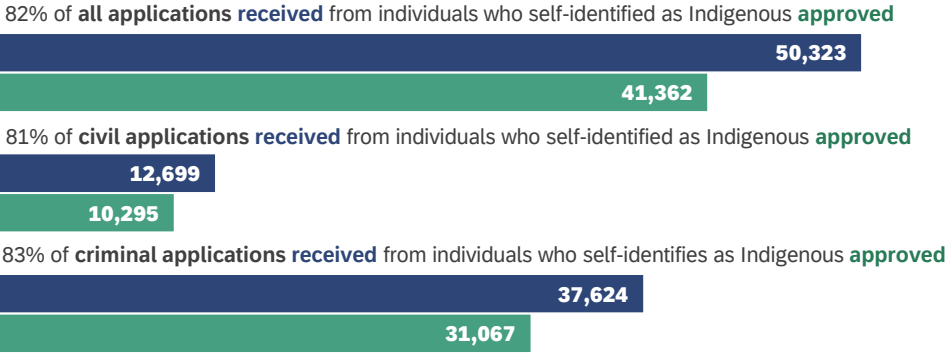 82% of all applications received from individuals who self-identified as Indigenous approved
50,323
41,362
81% of civil applications received from individuals who self-identified as Indigenous approved
12,699
10,295
83% of criminal applications received from individuals who self-identifies as Indigenous approved
37,624
31,067